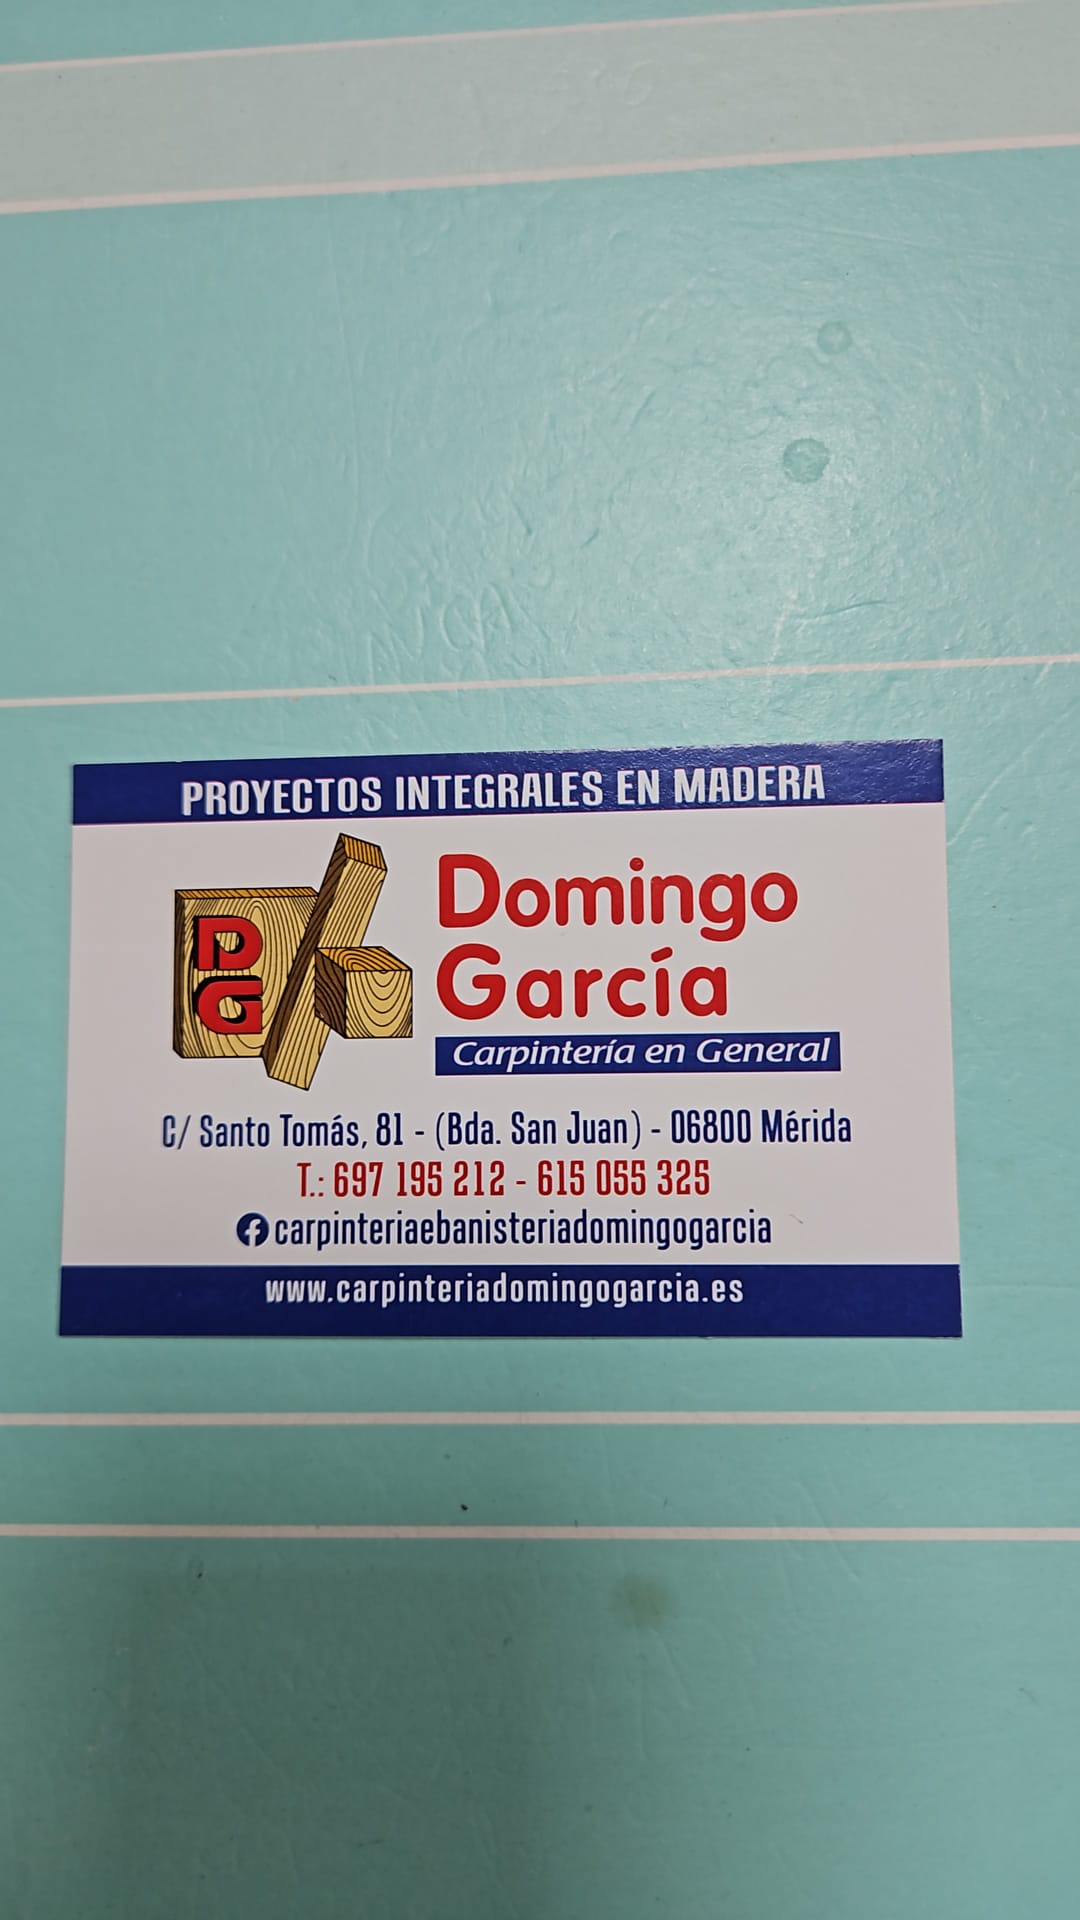 PROYECTOS INTEGRALES EN MADERA
DG
Domingo
García
Carpintería en General
C/ Santo Tomás, 81 - (Bda. San Juan) - 06800 Mérida
T.: 697 195 212 - 615 055 325
carpinteriaebanisteriadomingogarcia
www.carpinteriadomingogarcia.es